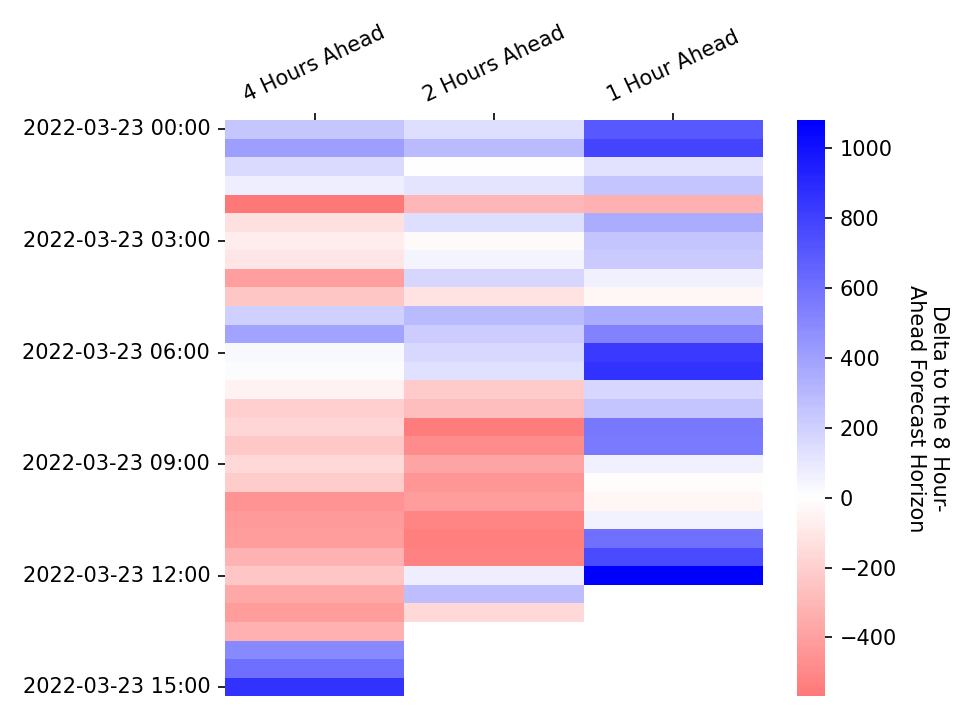 4 Hours Ahead
2 Hours Ahead
1 Hour Ahead
2022-03-23 00:00
2022-03-23 03:00
2022-03-23 06:00
2022-03-23 09:00
2022-03-23 12:00
2022-03-23 15:00
1000
800
600
400
200
0
−200
−400
Delta to the 8 Hour-
Ahead Forecast Horizon